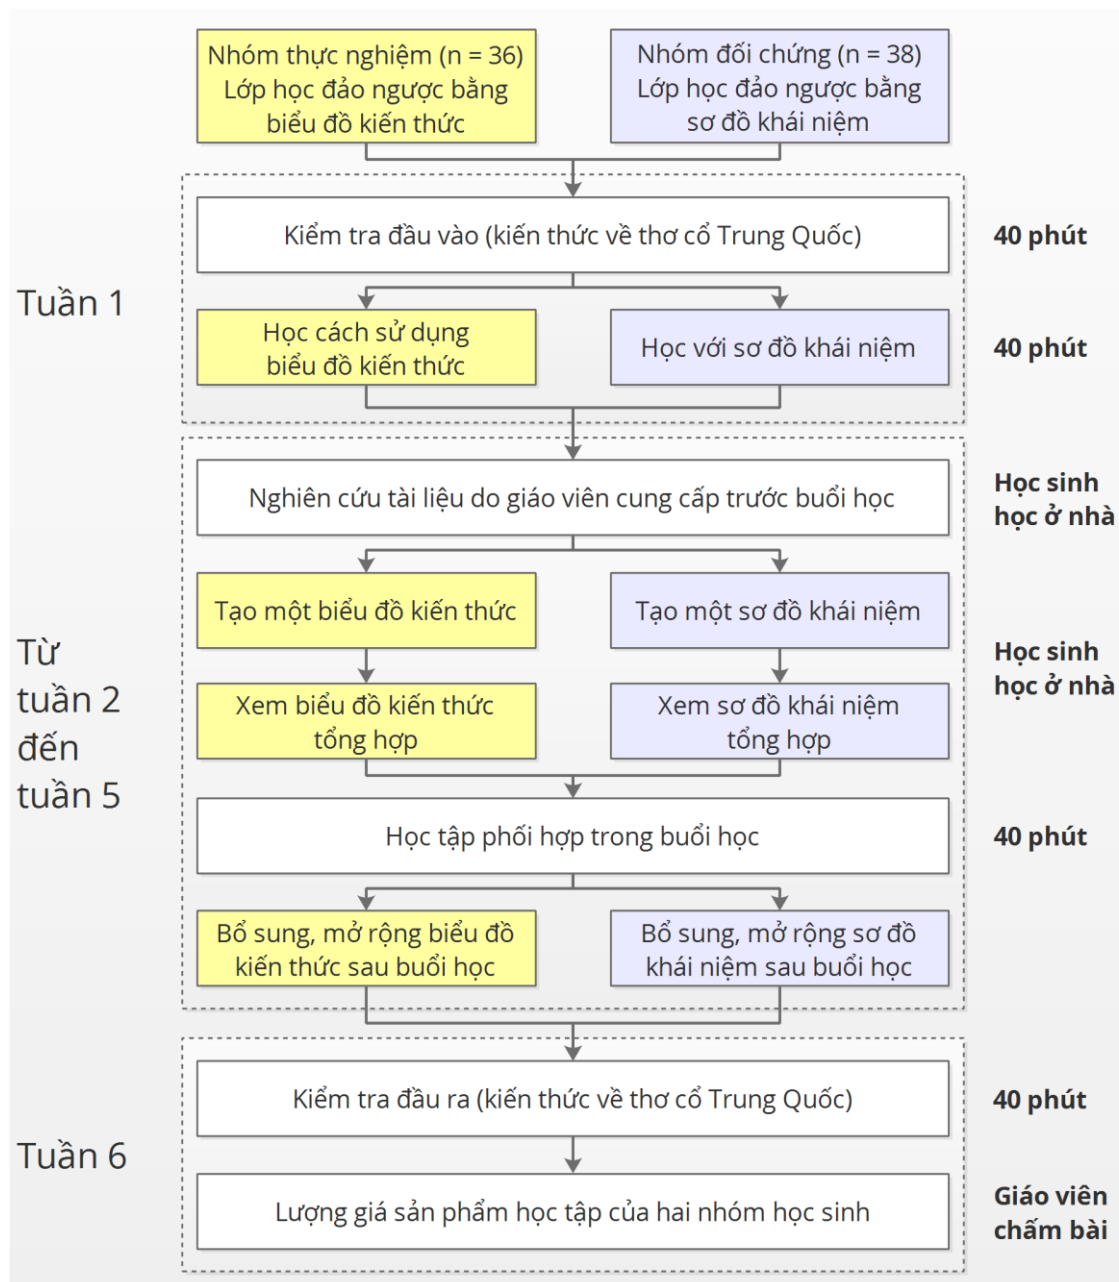 Nhóm thực nghiệm (n = 36)
Lớp học đảo ngược bằng
biểu đồ kiến thức
Nhóm đối chứng (n = 38)
Lớp học đảo ngược bằng
sơ đồ khái niệm
Tuần 1
Kiểm tra đầu vào (kiến thức về thơ cổ Trung Quốc)
40 phút
Học cách sử dụng
biểu đồ kiến thức
Học với sơ đồ khái niệm
40 phút
Từ
tuần 2
đến
tuần 5
Nghiên cứu tài liệu do giáo viên cung cấp trước buổi học
Học sinh
học ở nhà
Tạo một biểu đồ kiến thức
Tạo một sơ đồ khái niệm
Học sinh
học ở nhà
Xem biểu đồ kiến thức
tổng hợp
Xem sơ đồ khái niệm
tổng hợp
Học tập phối hợp trong buổi học
40 phút
Bổ sung, mở rộng biểu đồ
kiến thức sau buổi học
Bổ sung, mở rộng sơ đồ
khái niệm sau buổi học
Tuần 6
Kiểm tra đầu ra (kiến thức về thơ cổ Trung Quốc)
40 phút
Lượng giá sản phẩm học tập của hai nhóm học sinh
Giáo viên
chấm bài